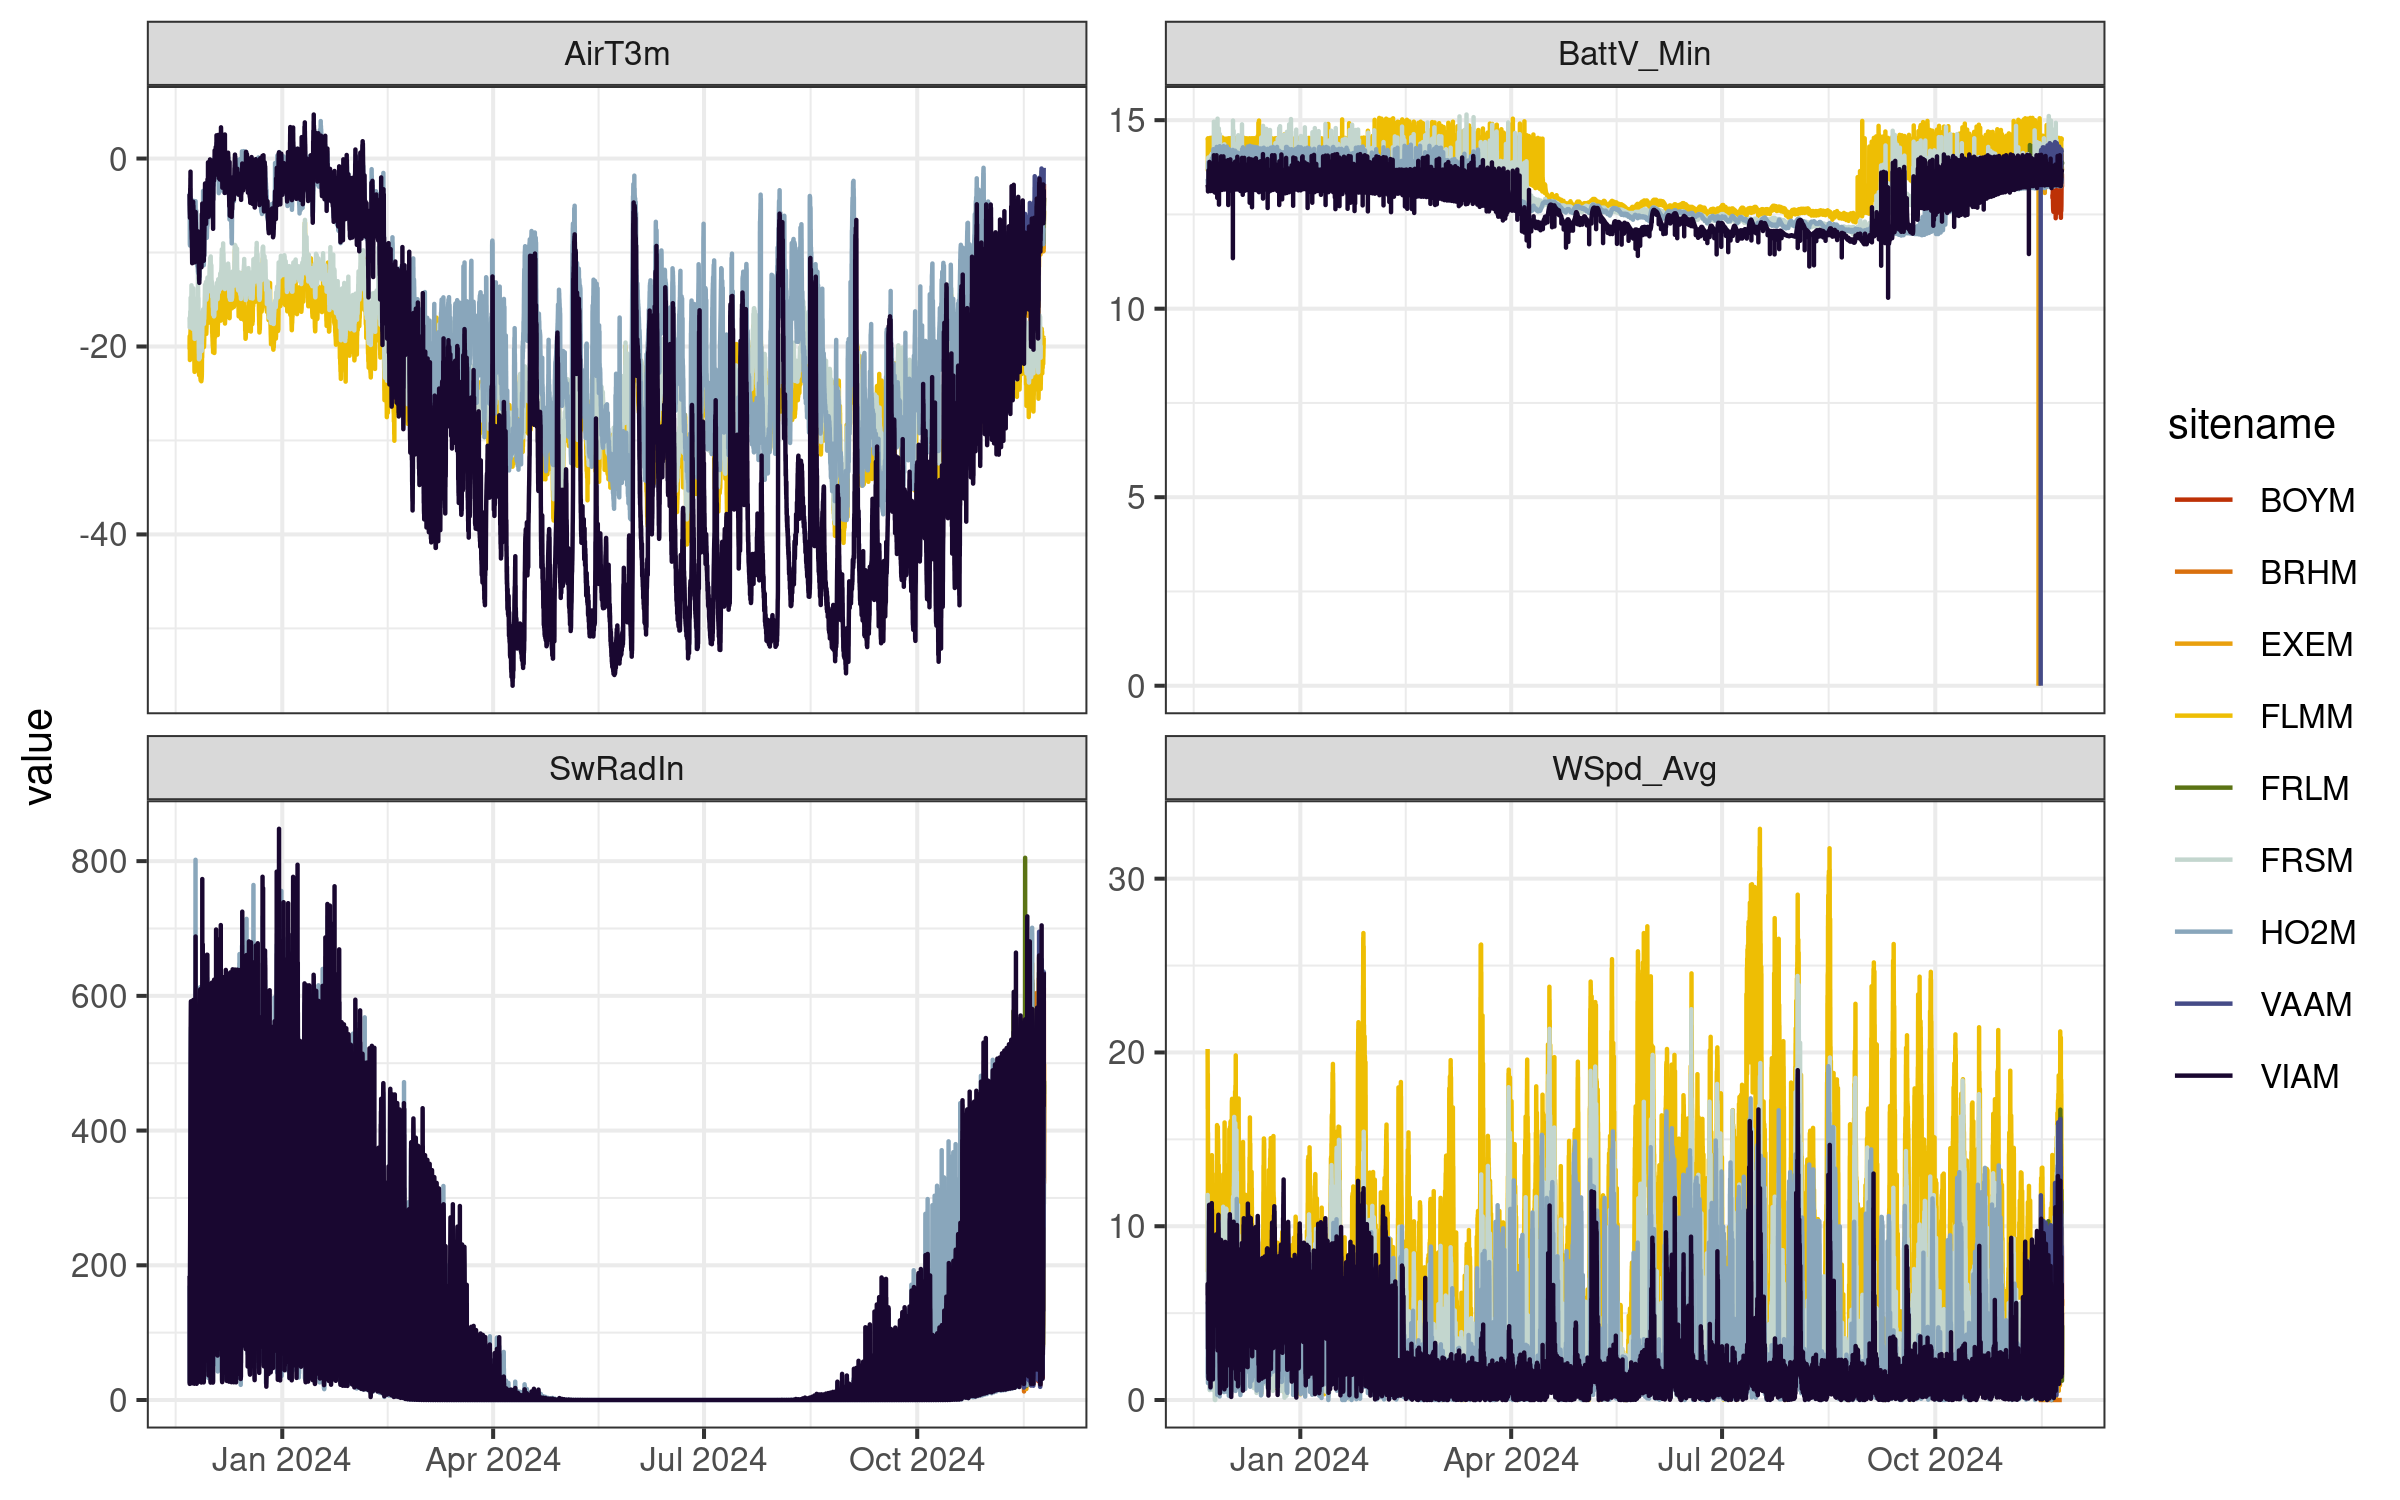 AirT3m
BattV_Min
0
-20
-40
15
10
5
0
value
SwRadIn
WSpd_Avg
800
600
400
200
0
30
20
10
0
Jan 2024
Apr 2024
Jul 2024
Oct 2024
Jan 2024
Apr 2024
Jul 2024
Oct 2024
sitename
BOYM
BRHM
EXEM
FLMM
FRLM
FRSM
HO2M
VAAM
VIAM